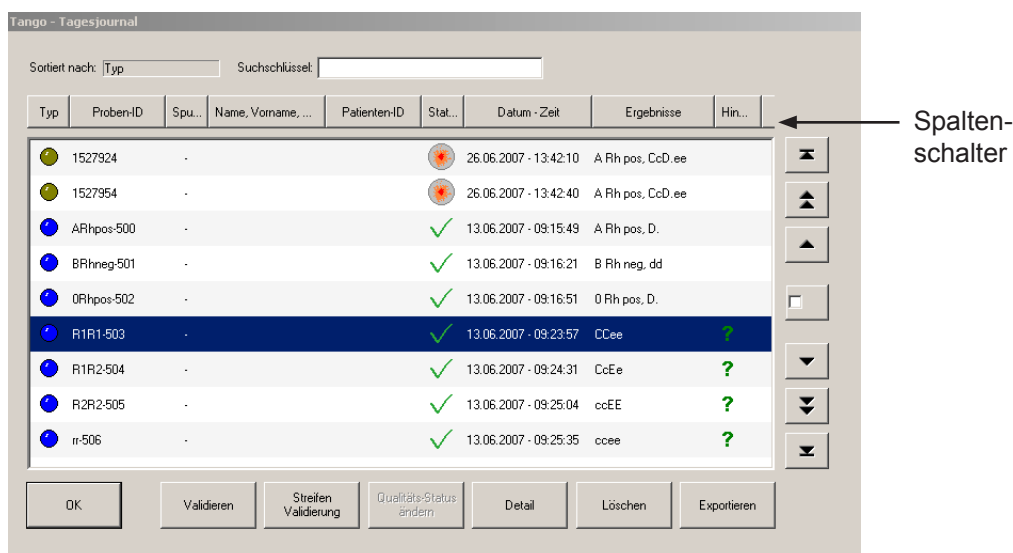 Tango - Tagesjournal
Sortiert nach: Typ Suchschlüssel:
Typ Proben-ID Spu... Name, Vorname, ... Patienten-ID Stat... Datum - Zeit Ergebnisse Hin...
Spalten-
schalter
1527924 - 26.06.2007 - 13:42:10 A Rh pos, CcD.ee
1527954 - 26.06.2007 - 13:42:40 A Rh pos, CcD.ee
ARhpos-500 - 13.06.2007 - 09:15:49 A Rh pos, D.
BRhneg-501 - 13.06.2007 - 09:16:21 B Rh neg, dd
0Rhpos-502 - 13.06.2007 - 09:16:51 0 Rh pos, D.
R1R1-503 - 13.06.2007 - 09:23:57 CCee ?
R1R2-504 - 13.06.2007 - 09:24:31 CcEe ?
R2R2-505 - 13.06.2007 - 09:25:04 ccEE ?
rr-506 - 13.06.2007 - 09:25:35 ccee ?
OK Validieren Streifen Validierung Qualitäts-Status ändern Detail Löschen Exportieren